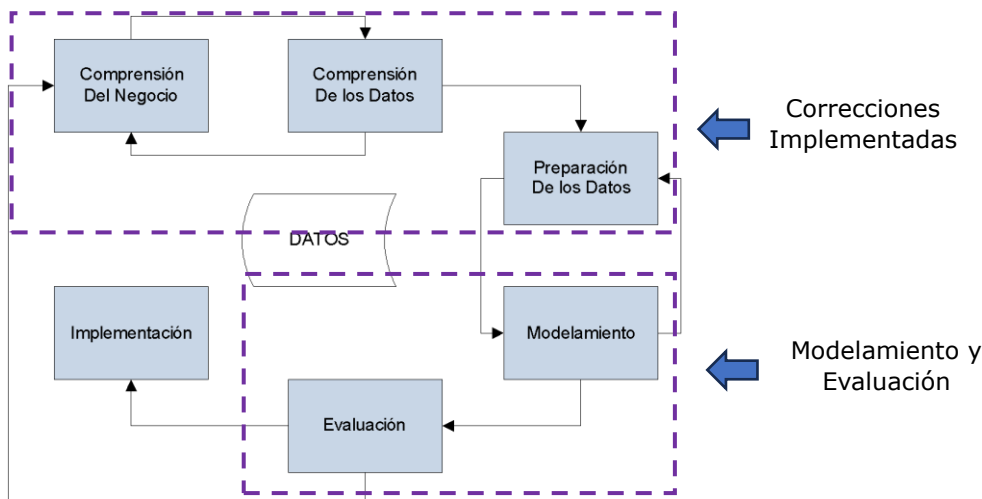 Comprensión
Del Negocio
Comprensión
De los Datos
Correcciones
Implementadas
Preparación
De los Datos
DATOS
Implementación
Modelamiento
Modelamiento y
Evaluación
Evaluación